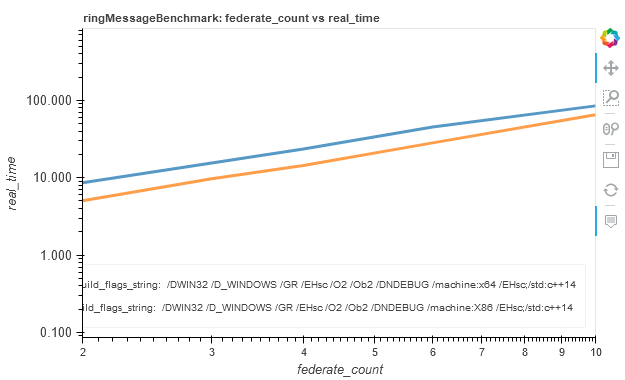 ringMessageBenchmark: federate_count vs real_time
real_time
100.000
10.000
1.000
0.100
uild_flags_string: /DWIN32 /D_WINDOWS /GR /EHsc /O2 /Ob2 /DNDEBUG /machine:x64 /EHsc;/std:c++14
ild_flags_string: /DWIN32 /D_WINDOWS /GR /EHsc /O2 /Ob2 /DNDEBUG /machine:X86 /EHsc;/std:c++14
2 3 4 5 6 7 8 9 10
federate_count